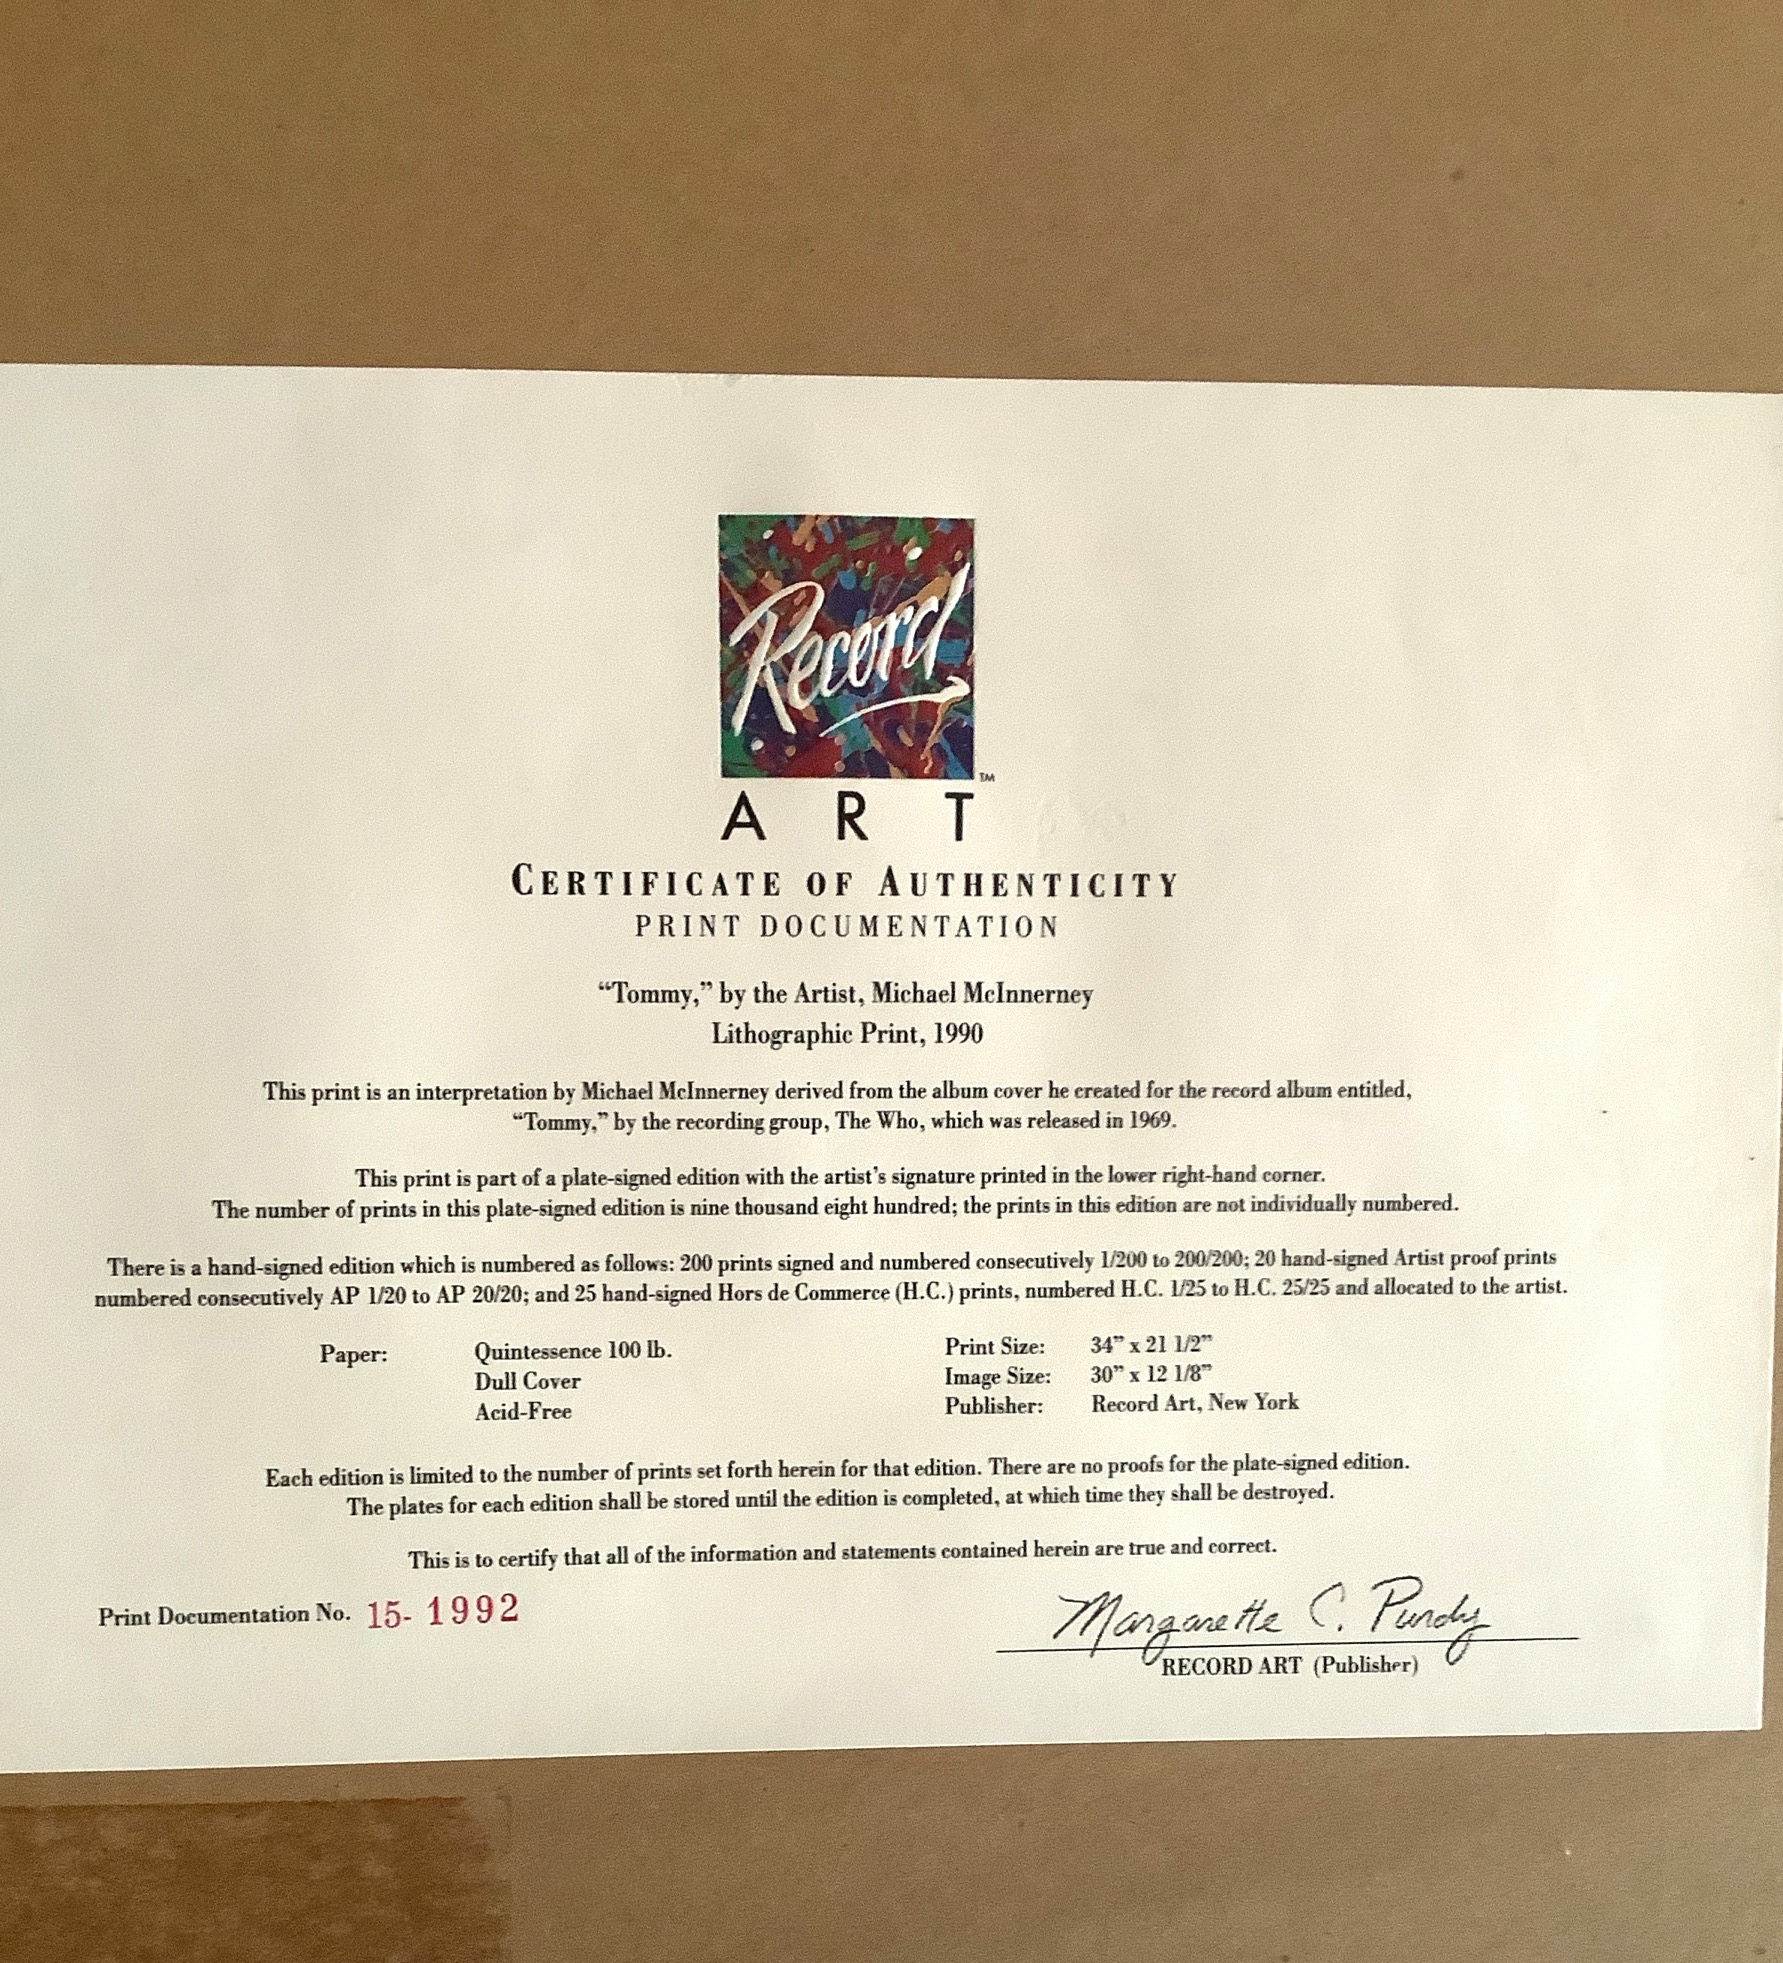 Record
TM
ART
CERTIFICATE OF AUTHENTICITY
PRINT DOCUMENTATION
“Tommy,” by the Artist, Michael McInnerney
Lithographic Print, 1990
This print is an interpretation by Michael McInnerney derived from the album cover he created for the record album entitled,
“Tommy,” by the recording group, The Who, which was released in 1969.
This print is part of a plate-signed edition with the artist’s signature printed in the lower right-hand corner.
The number of prints in this plate-signed edition is nine thousand eight hundred; the prints in this edition are not individually numbered.
There is a hand-signed edition which is numbered as follows: 200 prints signed and numbered consecutively 1/200 to 200/200; 20 hand-signed Artist proof prints
numbered consecutively AP 1/20 to AP 20/20; and 25 hand-signed Hors de Commerce (H.C.) prints, numbered H.C. 1/25 to H.C. 25/25 and allocated to the artist.
Paper: Quintessence 100 lb.
Dull Cover
Acid-Free
Print Size: 34” x 21 1/2”
Image Size: 30” x 12 1/8”
Publisher: Record Art, New York
Each edition is limited to the number of prints set forth herein for that edition. There are no proofs for the plate-signed edition.
The plates for each edition shall be stored until the edition is completed, at which time they shall be destroyed.
This is to certify that all of the information and statements contained herein are true and correct.
Print Documentation No. 15- 1992
Margarette C. Purdy
RECORD ART (Publisher)